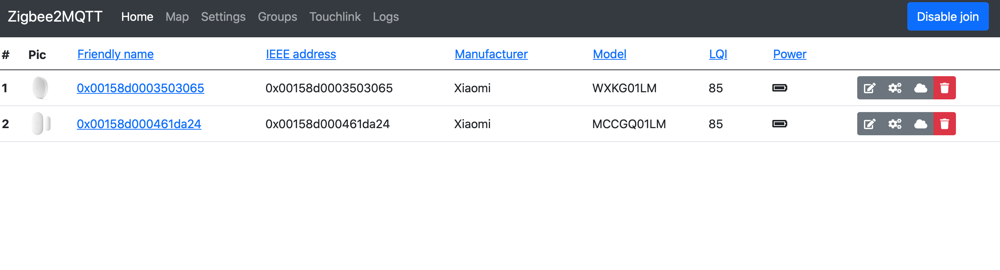 Zigbee2MQTT Home Map Settings Groups Touchlink Logs Disable join
# Pic Friendly name IEEE address Manufacturer Model LQI Power
1 0x00158d0003503065 0x00158d0003503065 Xiaomi WXKG01LM 85
2 0x00158d000461da24 0x00158d000461da24 Xiaomi MCCGQ01LM 85